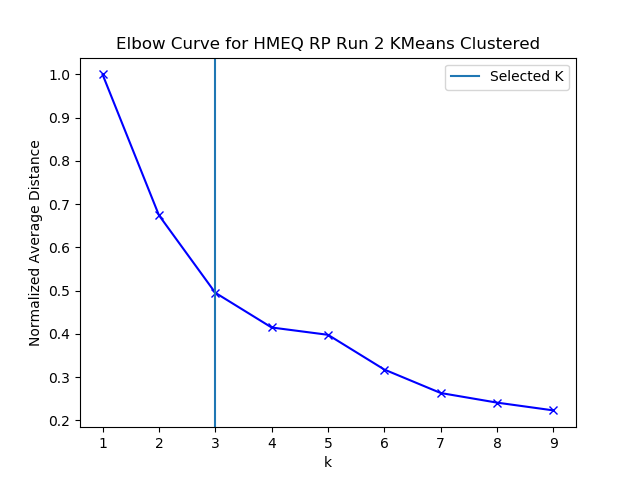 Elbow Curve for HMEQ RP Run 2 KMeans Clustered
Selected K
Normalized Average Distance
1.0
0.9
0.8
0.7
0.6
0.5
0.4
0.3
0.2
1 2 3 4 5 6 7 8 9
k